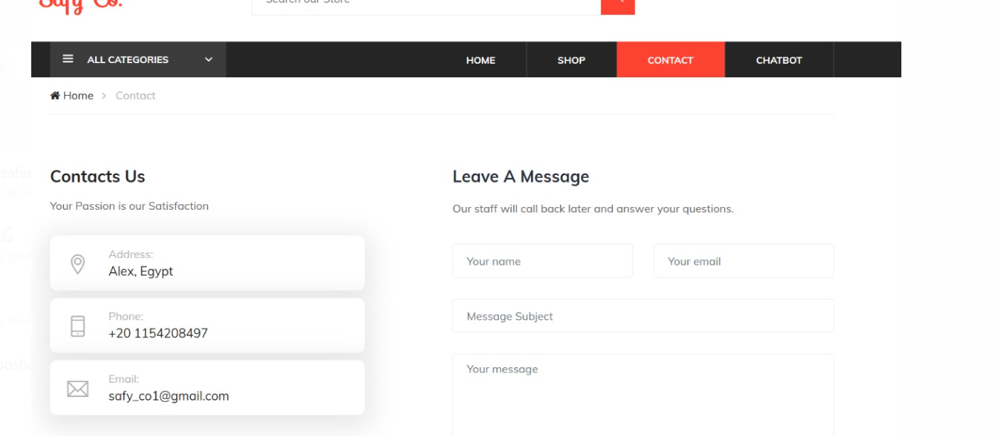 Safy Co.
Search our Store
ALL CATEGORIES
HOME
SHOP
CONTACT
CHATBOT
Home > Contact
Contacts Us
Your Passion is our Satisfaction
Address:
Alex, Egypt
Phone:
+20 1154208497
Email:
safy_co1@gmail.com
Leave A Message
Our staff will call back later and answer your questions.
Your name
Your email
Message Subject
Your message